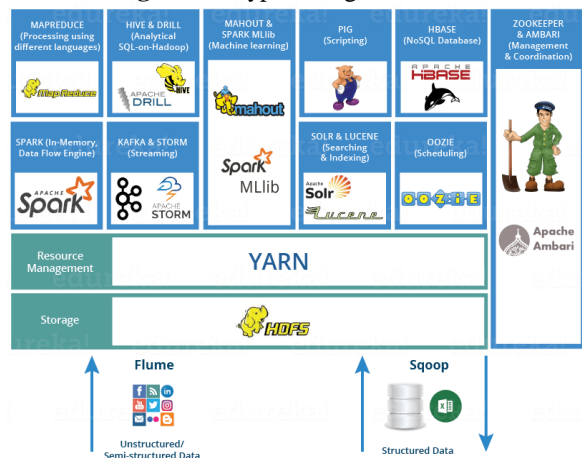 MAPREDUCE
(Processing using
different languages)
Map Reduce
HIVE & DRILL
(Analytical
SQL-on-Hadoop)
HIVE
APACHE
DRILL
MAHOUT &
SPARK MLlib
(Machine learning)
mahout
Spark
MLlib
PIG
(Scripting)
HBASE
(NoSQL Database)
APACHE
HBASE
ZOOKEEPER
& AMBARI
(Management
& Coordination)
Apache
Ambari
SPARK (In-Memory,
Data Flow Engine)
APACHE
Spark
KAFKA & STORM
(Streaming)
APACHE
STORM
SOLR & LUCENE
(Searching
& Indexing)
Apache
Solr
Lucene
OOZIE
(Scheduling)
OOZIE
Resource
Management
YARN
Storage
HDFS
Flume
Unstructured/
Semi-structured Data
Sqoop
Structured Data